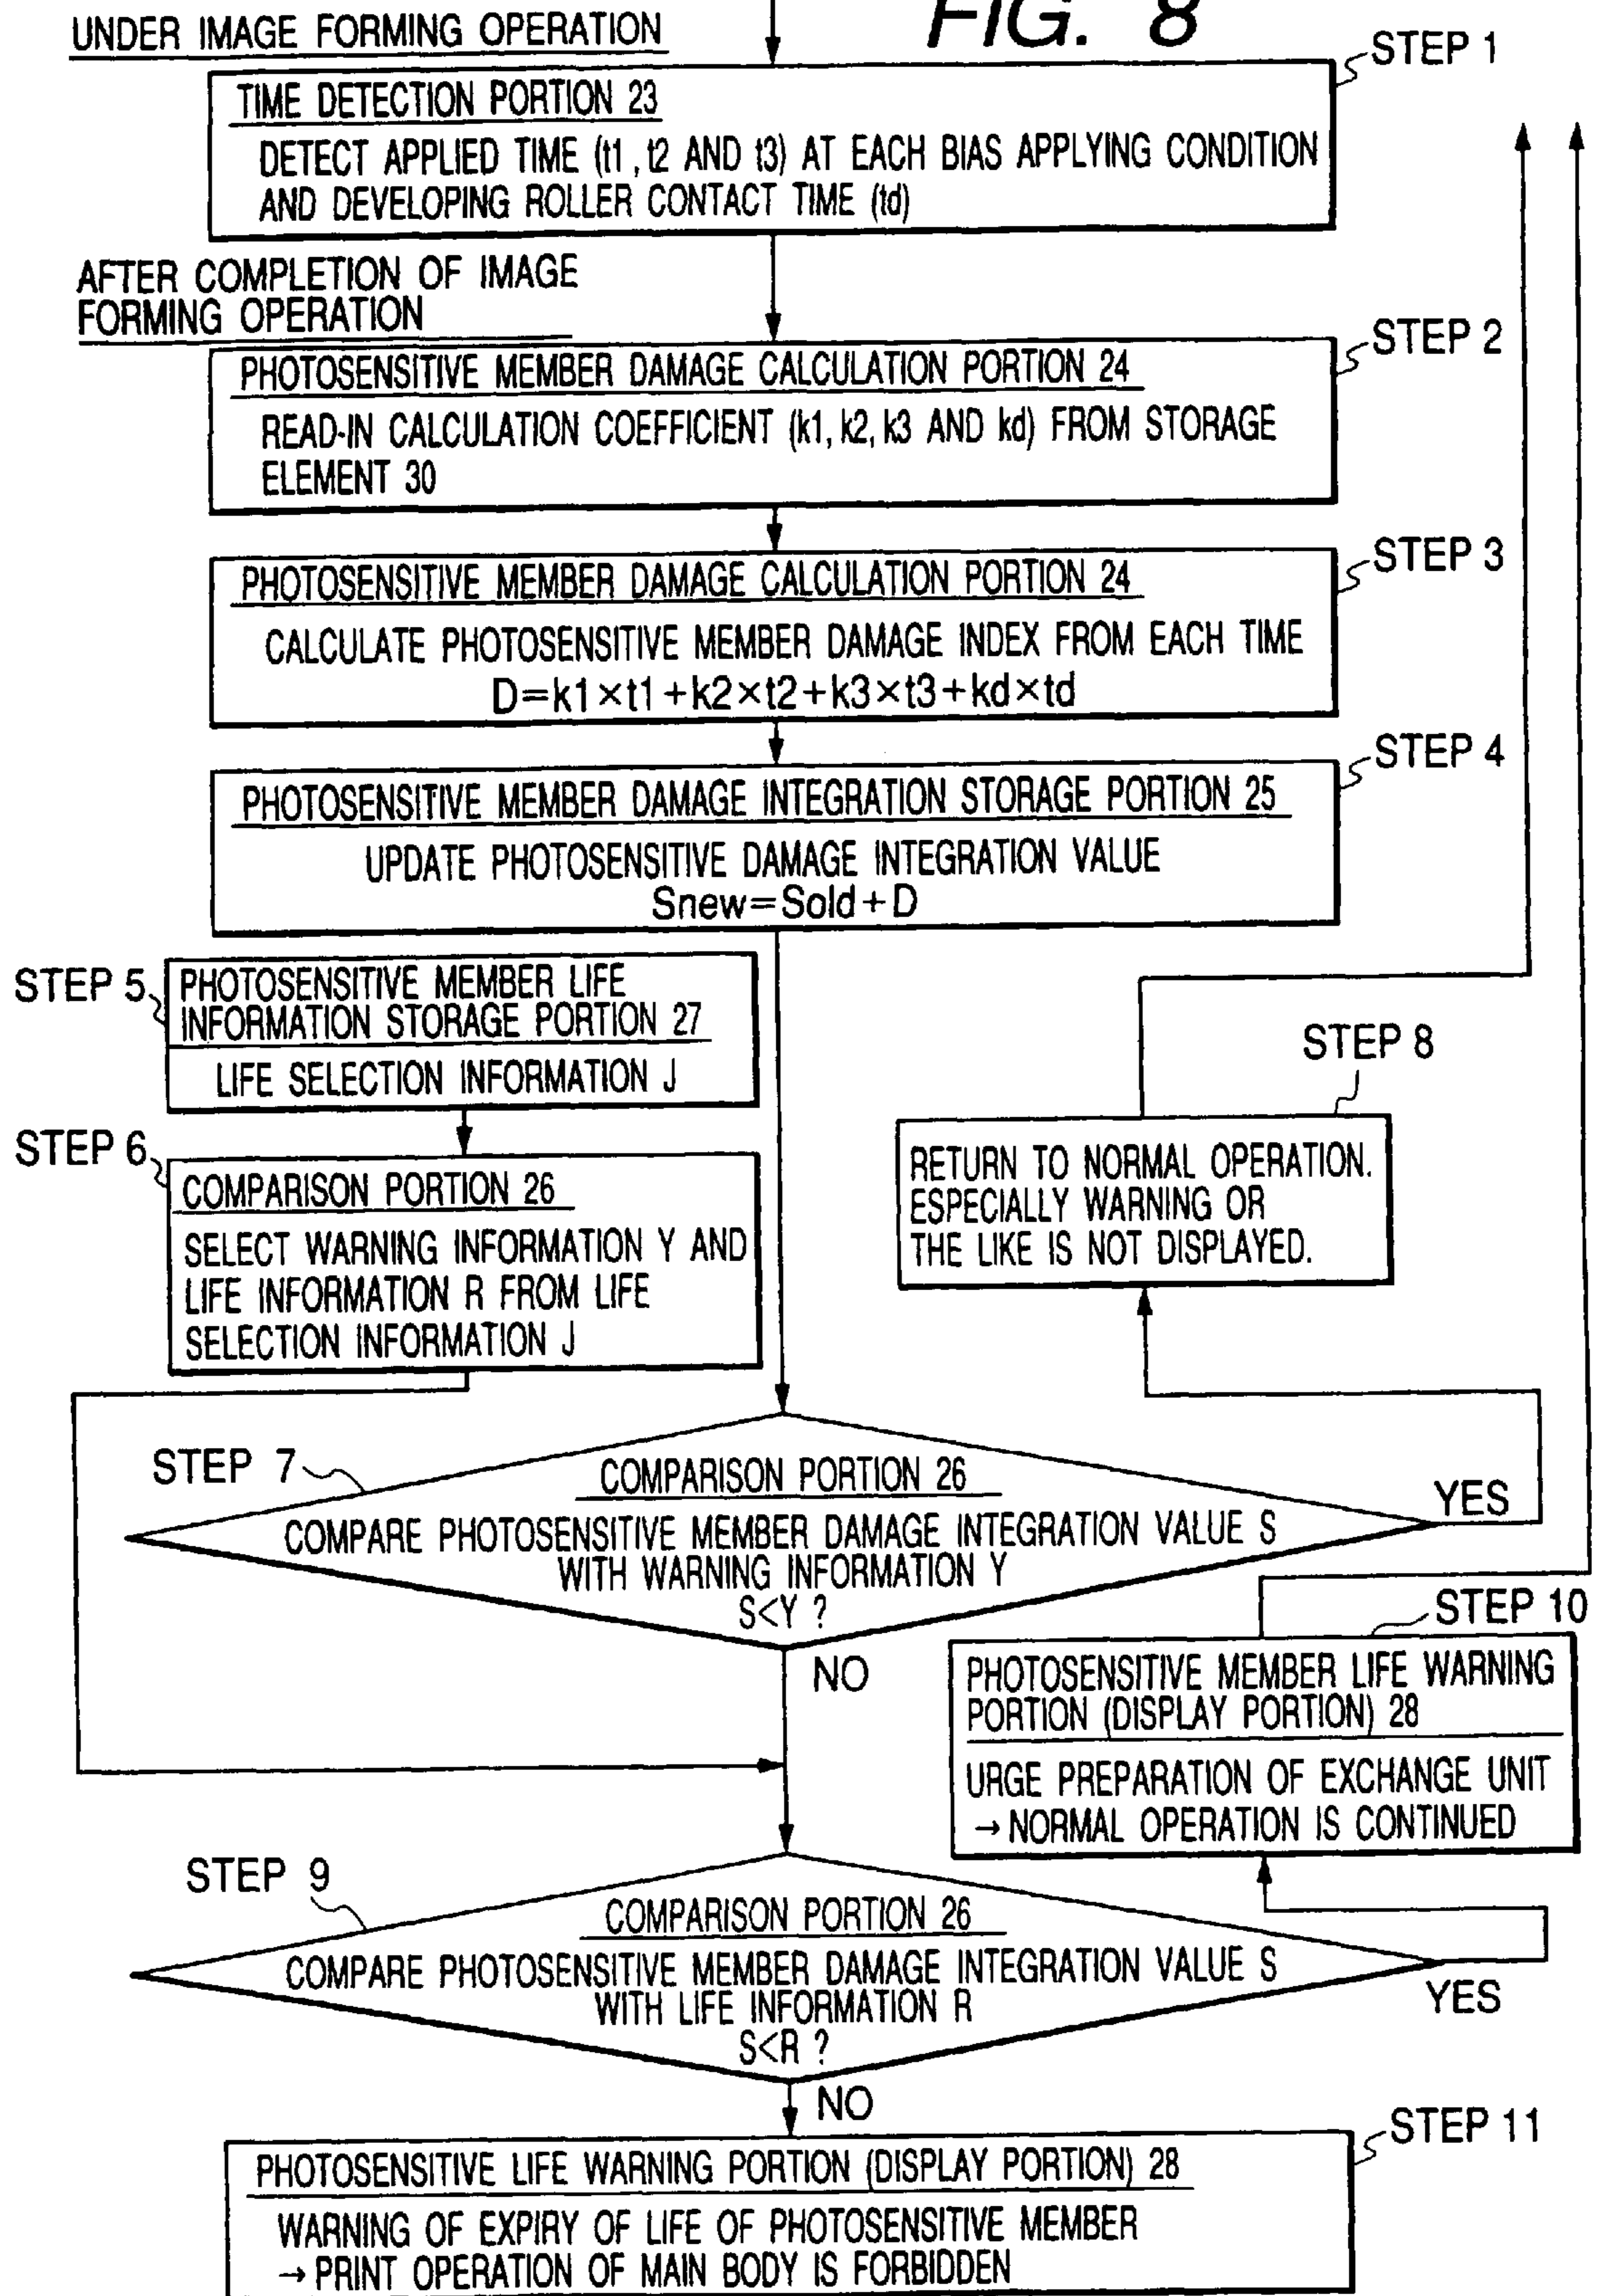 FIG. 8
UNDER IMAGE FORMING OPERATION
STEP 1
TIME DETECTION PORTION 23
DETECT APPLIED TIME (t1, t2 AND t3) AT EACH BIAS APPLYING CONDITION
AND DEVELOPING ROLLER CONTACT TIME (td)
AFTER COMPLETION OF IMAGE
FORMING OPERATION
STEP 2
PHOTOSENSITIVE MEMBER DAMAGE CALCULATION PORTION 24
READ-IN CALCULATION COEFFICIENT (k1, k2, k3 AND kd) FROM STORAGE
ELEMENT 30
STEP 3
PHOTOSENSITIVE MEMBER DAMAGE CALCULATION PORTION 24
CALCULATE PHOTOSENSITIVE MEMBER DAMAGE INDEX FROM EACH TIME
D=k1×t1+k2×t2+k3×t3+kd×td
STEP 4
PHOTOSENSITIVE MEMBER DAMAGE INTEGRATION STORAGE PORTION 25
UPDATE PHOTOSENSITIVE DAMAGE INTEGRATION VALUE
Snew=Sold+D
STEP 5
PHOTOSENSITIVE MEMBER LIFE
INFORMATION STORAGE PORTION 27
LIFE SELECTION INFORMATION J
STEP 6
COMPARISON PORTION 26
SELECT WARNING INFORMATION Y AND
LIFE INFORMATION R FROM LIFE
SELECTION INFORMATION J
STEP 8
RETURN TO NORMAL OPERATION.
ESPECIALLY WARNING OR
THE LIKE IS NOT DISPLAYED.
STEP 7
COMPARISON PORTION 26
COMPARE PHOTOSENSITIVE MEMBER DAMAGE INTEGRATION VALUE S
WITH WARNING INFORMATION Y
S<Y ?
YES
NO
STEP 10
PHOTOSENSITIVE MEMBER LIFE WARNING
PORTION (DISPLAY PORTION) 28
URGE PREPARATION OF EXCHANGE UNIT
→ NORMAL OPERATION IS CONTINUED
STEP 9
COMPARISON PORTION 26
COMPARE PHOTOSENSITIVE MEMBER DAMAGE INTEGRATION VALUE S
WITH LIFE INFORMATION R
S<R ?
YES
NO
STEP 11
PHOTOSENSITIVE LIFE WARNING PORTION (DISPLAY PORTION) 28
WARNING OF EXPIRY OF LIFE OF PHOTOSENSITIVE MEMBER
→ PRINT OPERATION OF MAIN BODY IS FORBIDDEN